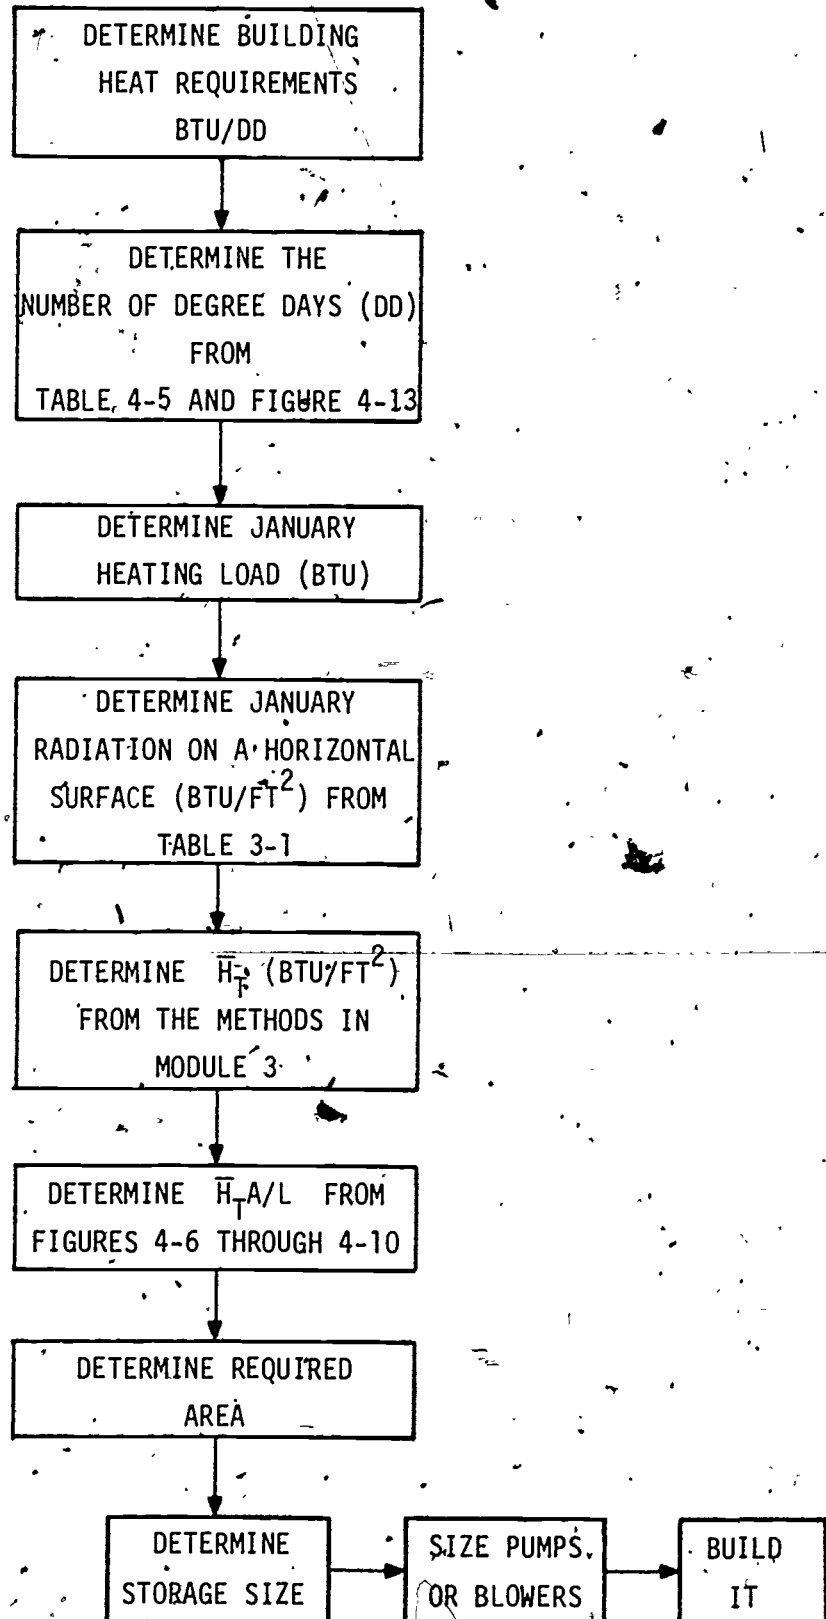 DETERMINE BUILDING
HEAT REQUIREMENTS
BTU/DD
DETERMINE THE
NUMBER OF DEGREE DAYS (DD)
FROM
TABLE 4-5 AND FIGURE 4-13
DETERMINE JANUARY
HEATING LOAD (BTU)
DETERMINE JANUARY
RADIATION ON A HORIZONTAL
SURFACE (BTU/FT²) FROM
TABLE 3-1
DETERMINE H̅_T (BTU/FT²)
FROM THE METHODS IN
MODULE 3
DETERMINE H̅_T A/L FROM
FIGURES 4-6 THROUGH 4-10
DETERMINE REQUIRED
AREA
DETERMINE
STORAGE SIZE
SIZE PUMPS
OR BLOWERS
BUILD
IT